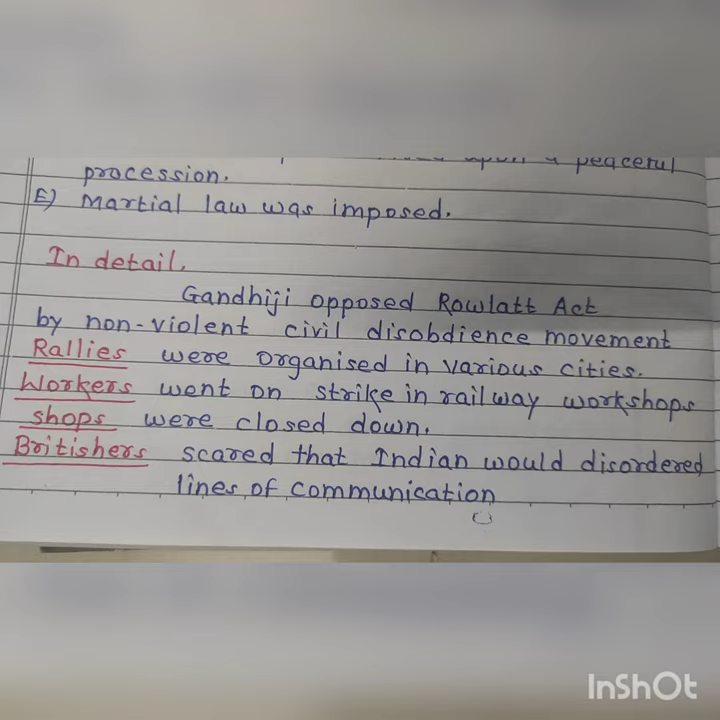 upon a peaceful
procession.
E) Martial law was imposed.
In detail,
Gandhiji opposed Rowlatt Act
by non-violent civil disobdience movement
Rallies were organised in various cities.
Workers went on strike in railway workshops
shops were closed down.
Britishers scared that Indian would disordered
lines of communication
InShOt